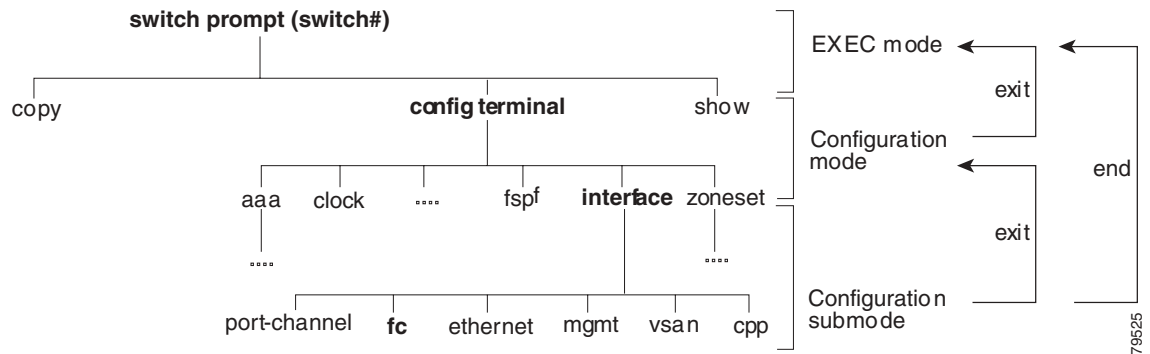 switch prompt (switch#)
EXEC mode
exit
copy
config terminal
show
Configuration
mode
end
aaa
clock
....
fspf
interface
zoneset
exit
....
....
Configuration
submode
port-channel
fc
ethernet
mgmt
vsan
cpp
79525